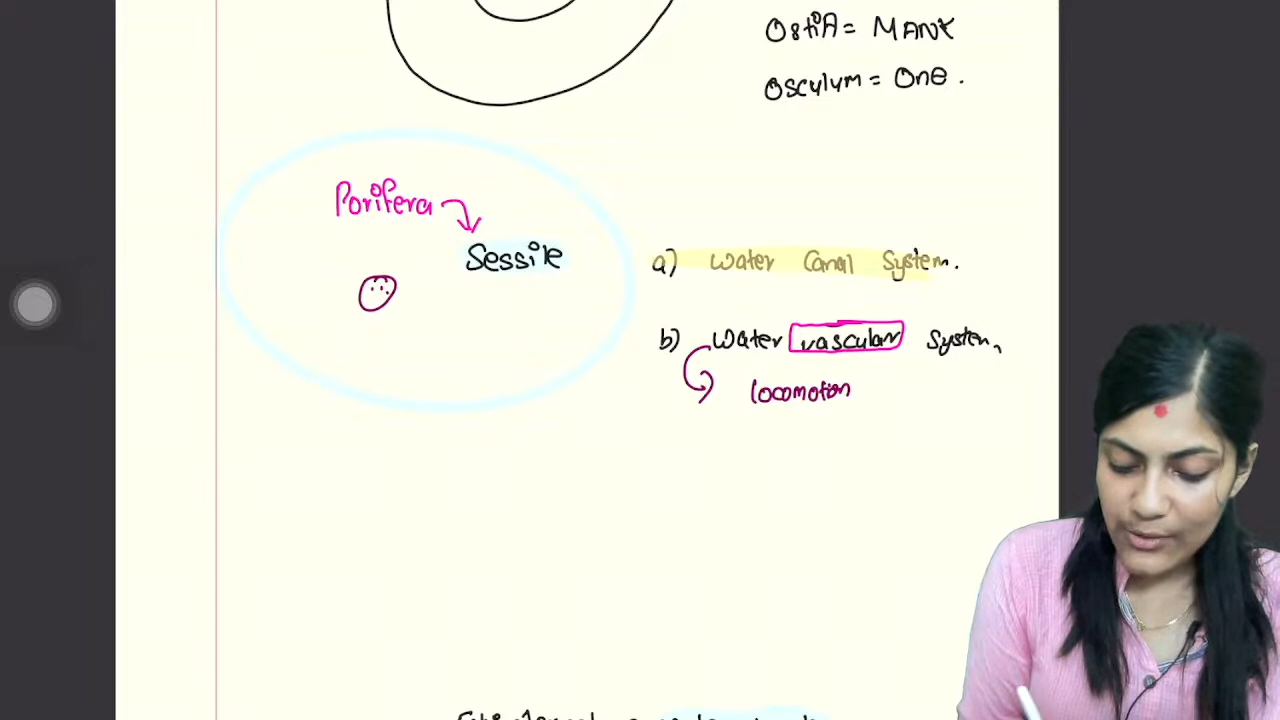 Ostia = MANY
Osculum = One.
Porifera
Sessile
a) Water Canal System.
b) Water vascular System,
locomotion